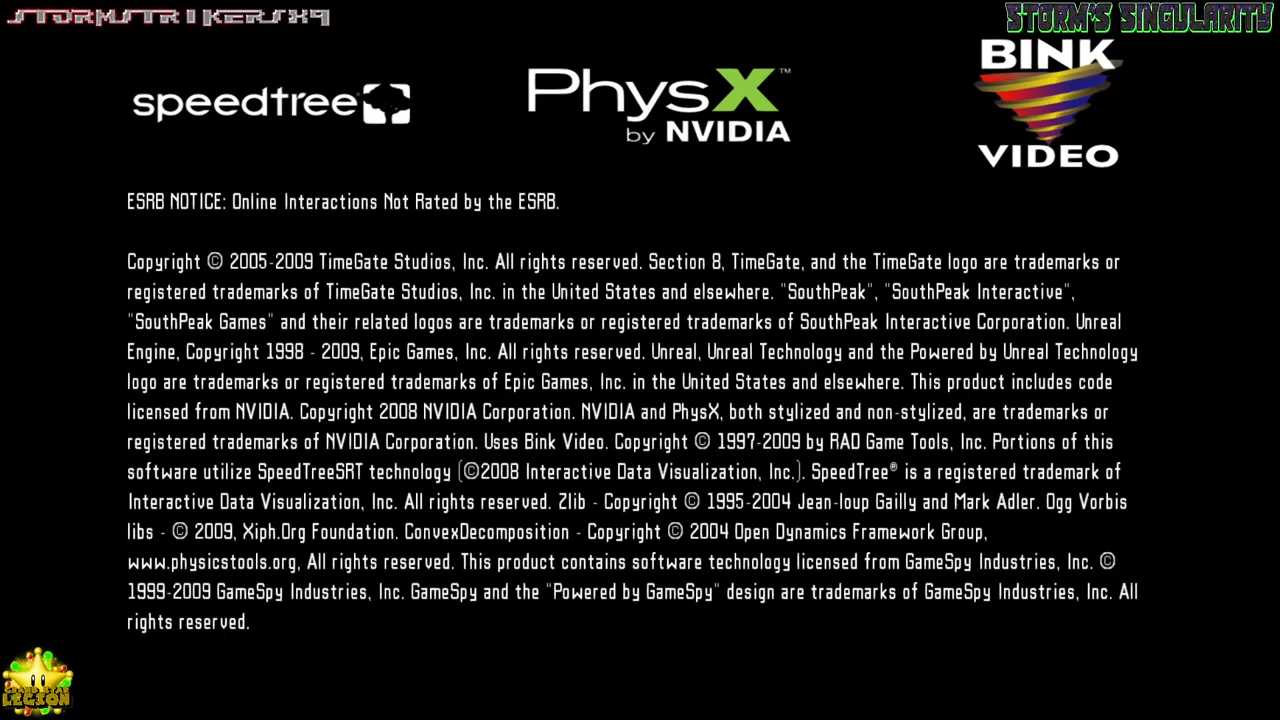 STORMSTRIKERSX9
STORM'S SINGULARITY
speedtree
PhysX™
by NVIDIA
BINK
VIDEO
ESRB NOTICE: Online Interactions Not Rated by the ESRB.
Copyright © 2005-2009 TimeGate Studios, Inc. All rights reserved. Section 8, TimeGate, and the TimeGate logo are trademarks or
registered trademarks of TimeGate Studios, Inc. in the United States and elsewhere. "SouthPeak", "SouthPeak Interactive",
"SouthPeak Games" and their related logos are trademarks or registered trademarks of SouthPeak Interactive Corporation. Unreal
Engine, Copyright 1998 - 2009, Epic Games, Inc. All rights reserved. Unreal, Unreal Technology and the Powered by Unreal Technology
logo are trademarks or registered trademarks of Epic Games, Inc. in the United States and elsewhere. This product includes code
licensed from NVIDIA. Copyright 2008 NVIDIA Corporation. NVIDIA and PhysX, both stylized and non-stylized, are trademarks or
registered trademarks of NVIDIA Corporation. Uses Bink Video. Copyright © 1997-2009 by RAD Game Tools, Inc. Portions of this
software utilize SpeedTreeSRT technology (©2008 Interactive Data Visualization, Inc.). SpeedTree® is a registered trademark of
Interactive Data Visualization, Inc. All rights reserved. Zlib - Copyright © 1995-2004 Jean-loup Gailly and Mark Adler. Ogg Vorbis
libs - © 2009, Xiph.Org Foundation. ConvexDecomposition - Copyright © 2004 Open Dynamics Framework Group,
www.physicstools.org, All rights reserved. This product contains software technology licensed from GameSpy Industries, Inc. ©
1999-2009 GameSpy Industries, Inc. GameSpy and the "Powered by GameSpy" design are trademarks of GameSpy Industries, Inc. All
rights reserved.
GRAND STAR
LEGION